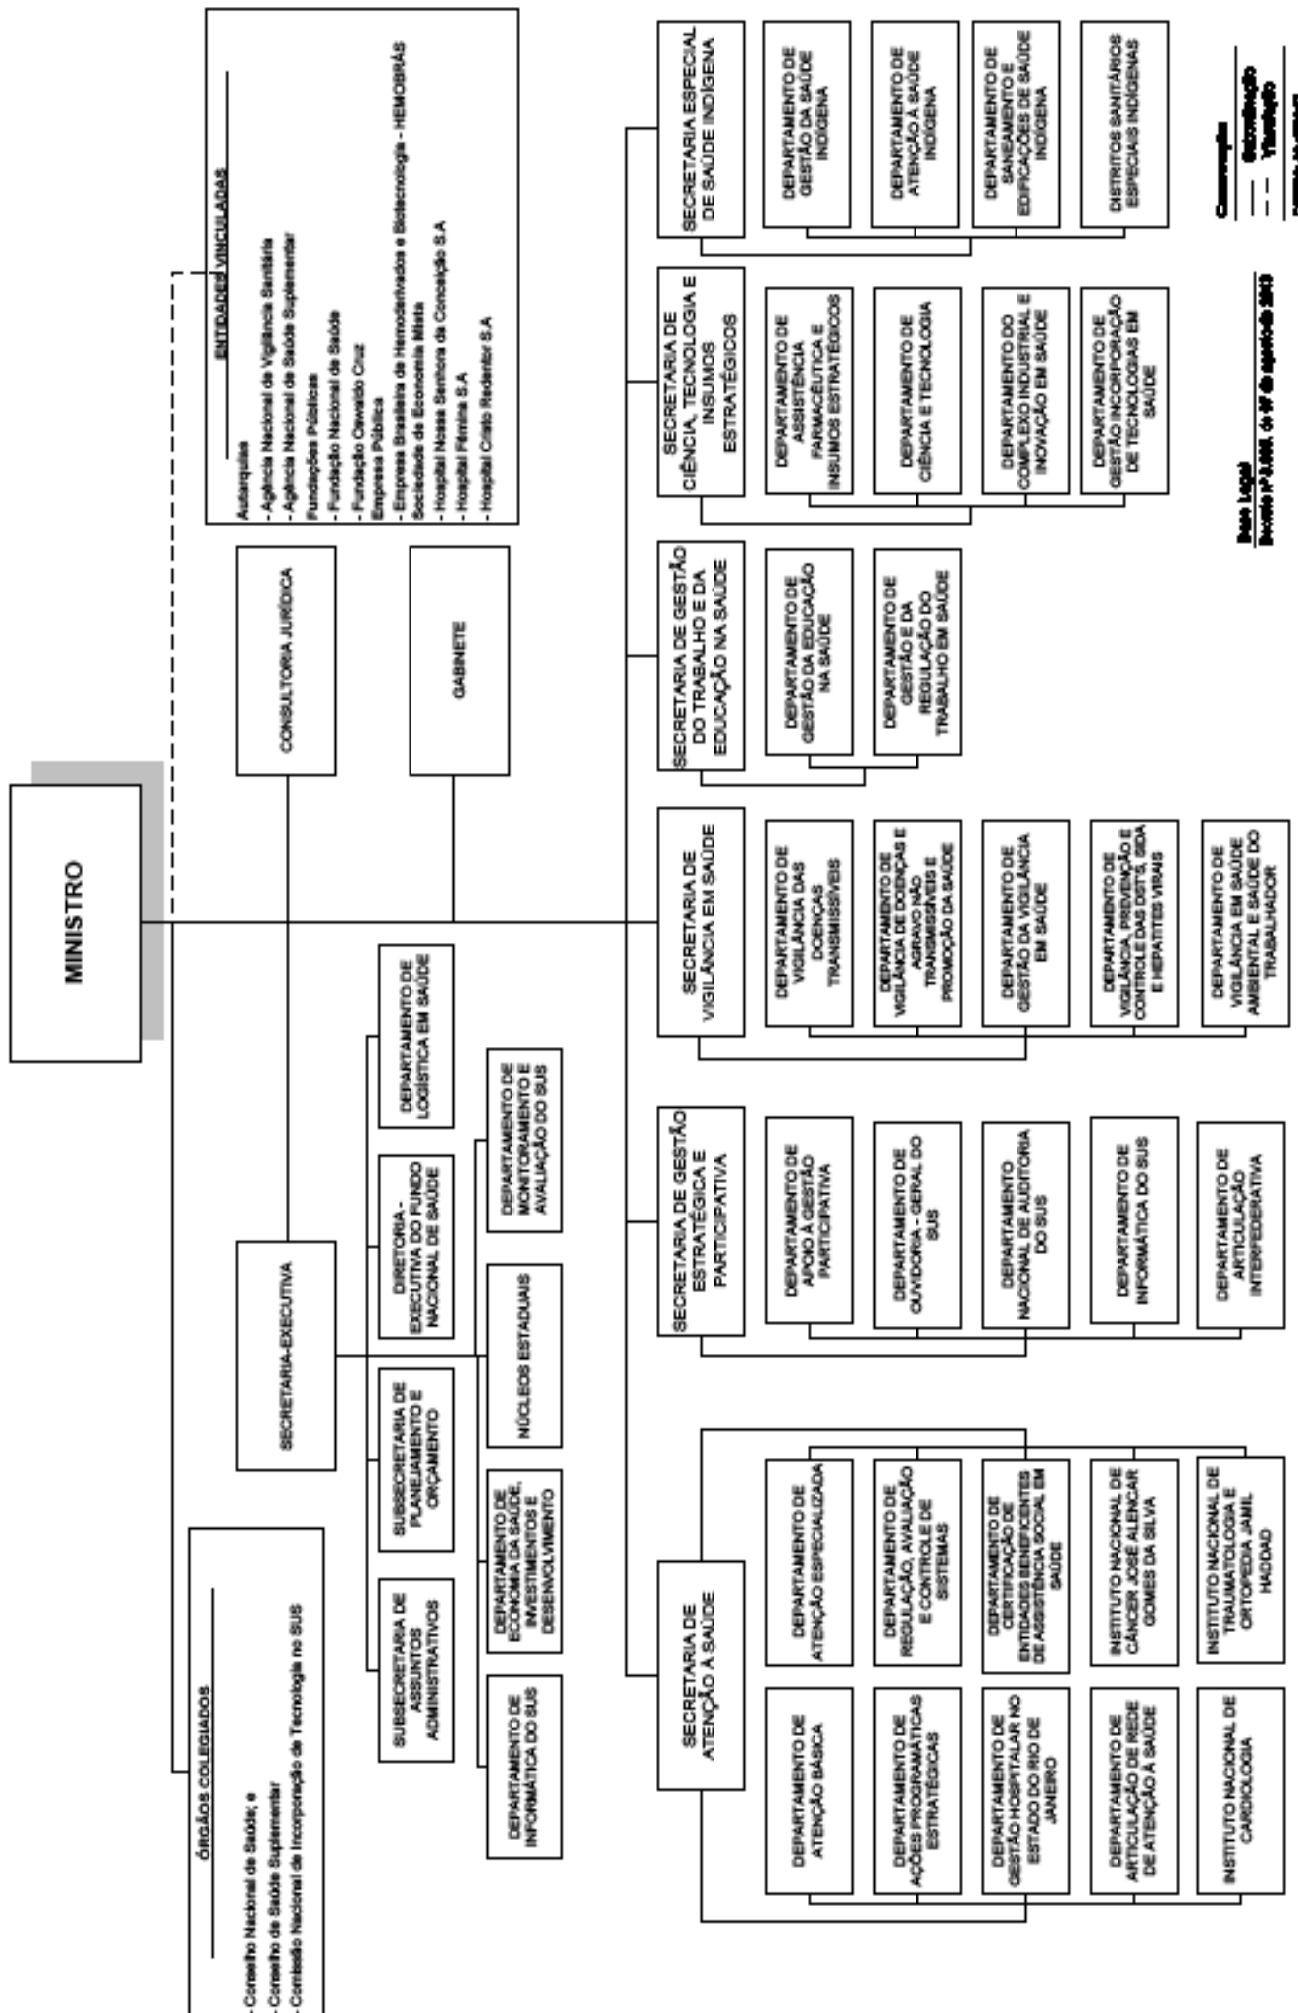 MINISTRO
ÓRGÃOS COLEGIADOS
- Conselho Nacional de Saúde; e
- Conselho de Saúde Suplementar
- Comissão Nacional de Incorporação de Tecnologia no SUS
SECRETARIA-EXECUTIVA
CONSULTORIA JURÍDICA
GABINETE
ENTIDADES VINCULADAS
Autarquias
- Agência Nacional de Vigilância Sanitária
- Agência Nacional de Saúde Suplementar
Fundações Públicas
- Fundação Nacional de Saúde
- Fundação Oswaldo Cruz
Empresa Pública
- Empresa Brasileira de Hemoderivados e Biotecnologia - HEMOBRÁS
Sociedade de Economia Mista
- Hospital Nossa Senhora da Conceição S.A
- Hospital Fêmina S.A
- Hospital Cristo Redentor S.A
SUBSECRETARIA DE
ASSUNTOS
ADMINISTRATIVOS
SUBSECRETARIA DE
PLANEJAMENTO E
ORÇAMENTO
DIRETORIA -
EXECUTIVA DO FUNDO
NACIONAL DE SAÚDE
DEPARTAMENTO DE
LOGÍSTICA EM SAÚDE
DEPARTAMENTO DE
INFORMÁTICA DO SUS
DEPARTAMENTO DE
ECONOMIA DA SAÚDE,
INVESTIMENTOS E
DESENVOLVIMENTO
NÚCLEOS ESTADUAIS
DEPARTAMENTO DE
MONITORAMENTO E
AVALIAÇÃO DO SUS
SECRETARIA DE
ATENÇÃO À SAÚDE
DEPARTAMENTO DE
ATENÇÃO BÁSICA
DEPARTAMENTO DE
AÇÕES PROGRAMÁTICAS
ESTRATÉGICAS
DEPARTAMENTO DE
GESTÃO HOSPITALAR NO
ESTADO DO RIO DE
JANEIRO
DEPARTAMENTO DE
ARTICULAÇÃO DE REDE
DE ATENÇÃO À SAÚDE
INSTITUTO NACIONAL DE
CARDIOLOGIA
DEPARTAMENTO DE
ATENÇÃO ESPECIALIZADA
DEPARTAMENTO DE
REGULAÇÃO, AVALIAÇÃO
E CONTROLE DE
SISTEMAS
DEPARTAMENTO DE
CERTIFICAÇÃO DE
ENTIDADES BENEFICENTES
DE ASSISTÊNCIA SOCIAL EM
SAÚDE
INSTITUTO NACIONAL DE
CÂNCER JOSÉ ALENCAR
GOMES DA SILVA
INSTITUTO NACIONAL DE
TRAUMATOLOGIA E
ORTOPEDIA JAMIL
HADDAD
SECRETARIA DE GESTÃO
ESTRATÉGICA E
PARTICIPATIVA
DEPARTAMENTO DE
APOIO À GESTÃO
PARTICIPATIVA
DEPARTAMENTO DE
OUVIDORIA - GERAL DO
SUS
DEPARTAMENTO
NACIONAL DE AUDITORIA
DO SUS
DEPARTAMENTO DE
INFORMÁTICA DO SUS
DEPARTAMENTO DE
ARTICULAÇÃO
INTERFEDERATIVA
SECRETARIA DE
VIGILÂNCIA EM SAÚDE
DEPARTAMENTO DE
VIGILÂNCIA DAS
DOENÇAS
TRANSMISSÍVEIS
DEPARTAMENTO DE
VIGILÂNCIA DE DOENÇAS E
AGRAVO NÃO
TRANSMISSÍVEIS E
PROMOÇÃO DA SAÚDE
DEPARTAMENTO DE
GESTÃO DA VIGILÂNCIA
EM SAÚDE
DEPARTAMENTO DE
VIGILÂNCIA, PREVENÇÃO E
CONTROLE DAS DST'S, SIDA
E HEPATITES VIRAIS
DEPARTAMENTO DE
VIGILÂNCIA EM SAÚDE
AMBIENTAL E SAÚDE DO
TRABALHADOR
SECRETARIA DE GESTÃO
DO TRABALHO E DA
EDUCAÇÃO NA SAÚDE
DEPARTAMENTO DE
GESTÃO DA EDUCAÇÃO
NA SAÚDE
DEPARTAMENTO DE
GESTÃO E DA
REGULAÇÃO DO
TRABALHO EM SAÚDE
SECRETARIA DE
CIÊNCIA, TECNOLOGIA E
INSUMOS
ESTRATÉGICOS
DEPARTAMENTO DE
ASSISTÊNCIA
FARMACÊUTICA E
INSUMOS ESTRATÉGICOS
DEPARTAMENTO DE
CIÊNCIA E TECNOLOGIA
DEPARTAMENTO DO
COMPLEXO INDUSTRIAL E
INOVAÇÃO EM SAÚDE
DEPARTAMENTO DE
GESTÃO INCORPORAÇÃO
DE TECNOLOGIAS EM
SAÚDE
SECRETARIA ESPECIAL
DE SAÚDE INDÍGENA
DEPARTAMENTO DE
GESTÃO DA SAÚDE
INDÍGENA
DEPARTAMENTO DE
ATENÇÃO À SAÚDE
INDÍGENA
DEPARTAMENTO DE
SANEAMENTO E
EDIFICAÇÕES DE SAÚDE
INDÍGENA
DISTRITOS SANITÁRIOS
ESPECIAIS INDÍGENAS
Base Legal
Decreto nº de agosto de 2013
Subordinação
Vinculação